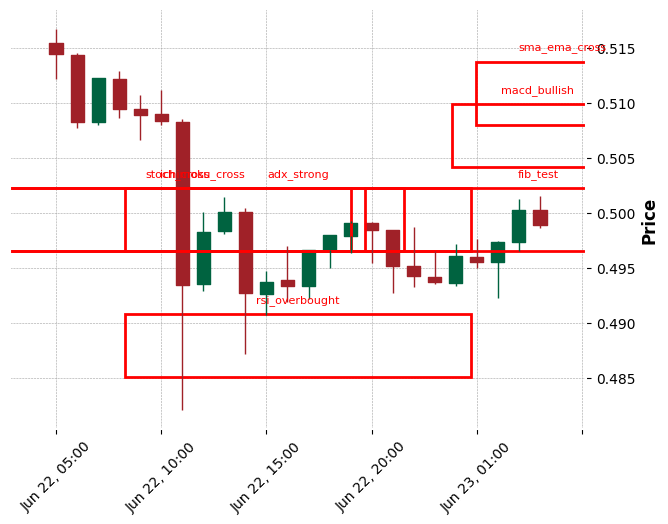 sma_ema_cross
0.515
macd_bullish
0.510
0.505
adx_strong
fib_test
0.500
Price
0.495
rsi_overbought
0.490
0.485
Jun 22, 05:00
Jun 22, 10:00
Jun 22, 15:00
Jun 22, 20:00
Jun 23, 01:00